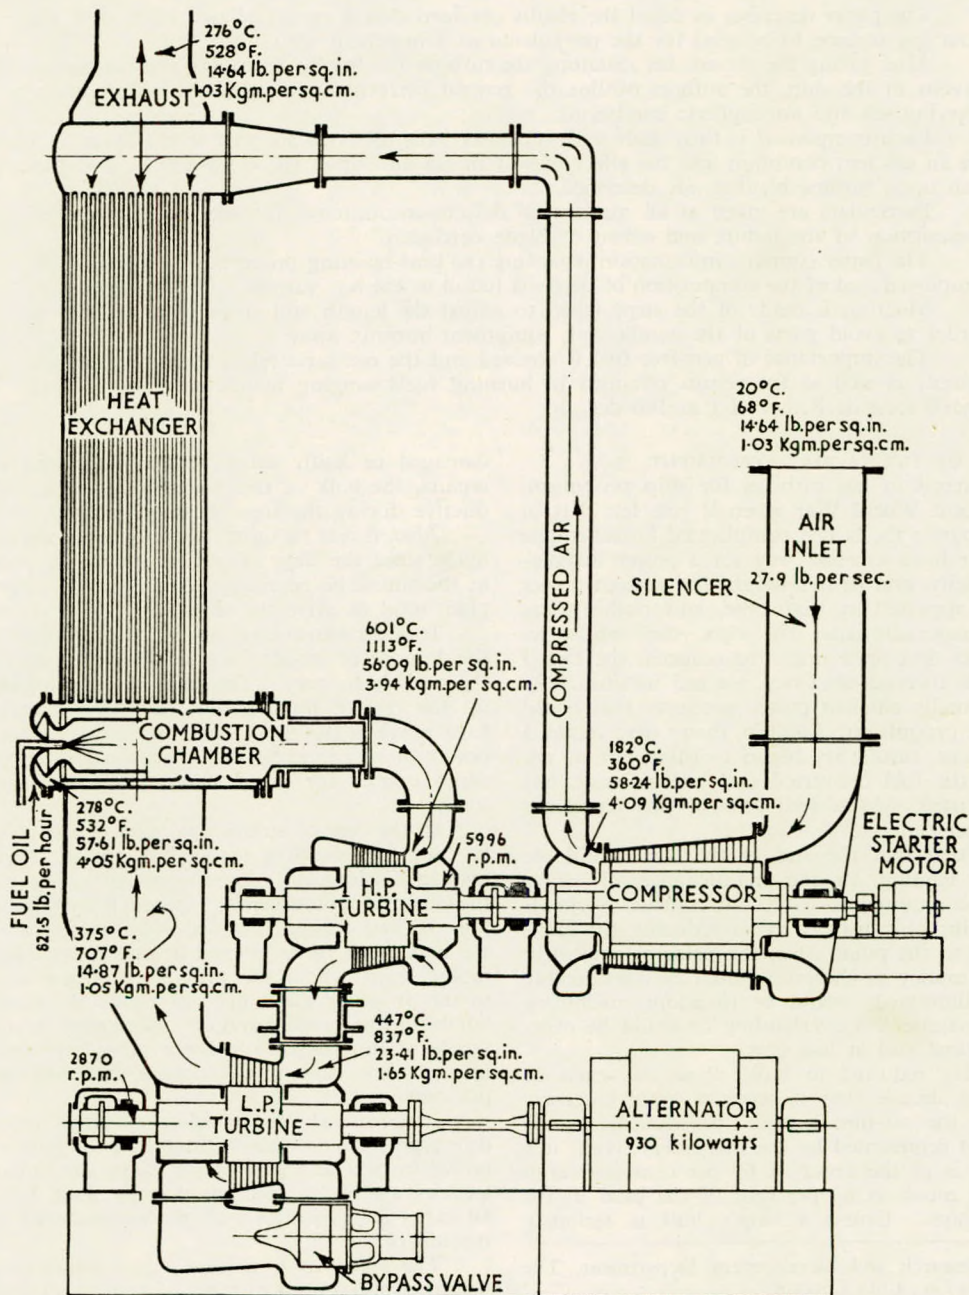 276°C.
528°F.
14·64 lb. per sq. in.
1·03 Kgm. per sq. cm.
EXHAUST
HEAT
EXCHANGER
COMPRESSED AIR
20°C.
68°F.
14·64 lb. per sq. in.
1·03 Kgm. per sq. cm.
AIR
INLET
27·9 lb. per sec.
SILENCER
601°C.
1113°F.
56·09 lb. per sq. in.
3·94 Kgm. per sq. cm.
COMBUSTION
CHAMBER
FUEL OIL
621·5 lb. per hour
278°C.
532°F.
57·61 lb. per sq. in.
4·05 Kgm. per sq. cm.
182°C.
360°F.
58·24 lb. per sq. in.
4·09 Kgm. per sq. cm.
ELECTRIC
STARTER
MOTOR
5996
r.p.m.
H.P.
TURBINE
COMPRESSOR
375°C.
707°F.
14·87 lb. per sq. in.
1·05 Kgm. per sq. cm.
447°C.
837°F.
23·41 lb. per sq. in.
1·65 Kgm. per sq. cm.
2870
r.p.m.
L.P.
TURBINE
ALTERNATOR
930 kilowatts
BYPASS VALVE